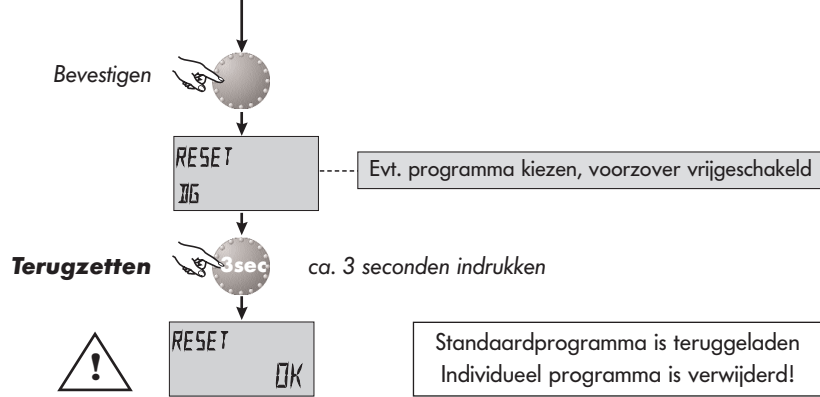 Bevestigen
RESET
DG
Evt. programma kiezen, voorzover vrijgeschakeld
Terugzetten
3sec
ca. 3 seconden indrukken
!
RESET
OK
Standaardprogramma is teruggeladen
Individueel programma is verwijderd!